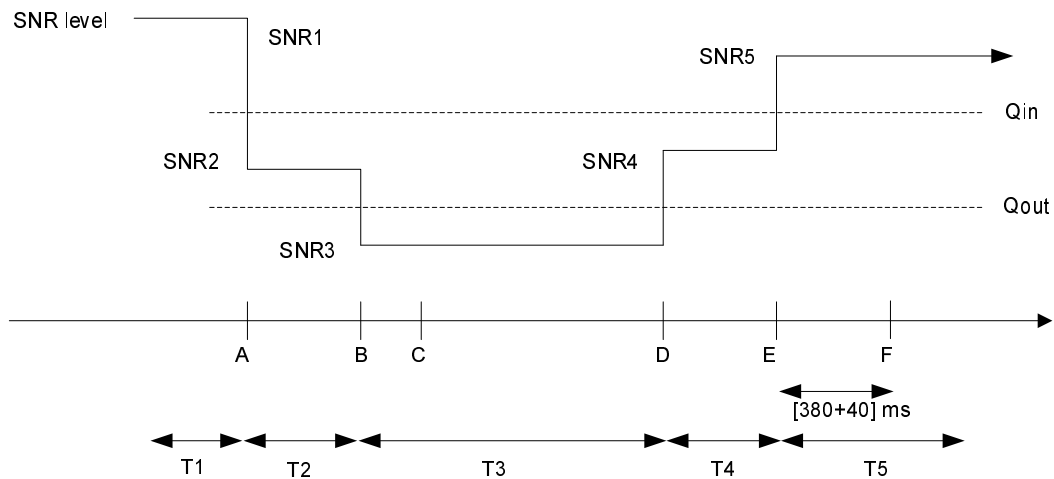 SNR level
SNR1
SNR5
Qin
SNR2
SNR4
Qout
SNR3
A B C D E F
[380+40] ms
T1 T2 T3 T4 T5